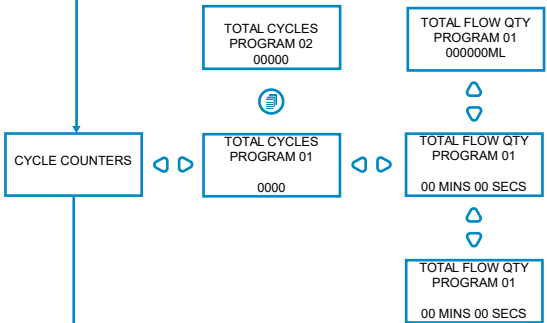 TOTAL CYCLES
PROGRAM 02
00000
TOTAL FLOW QTY
PROGRAM 01
000000ML
CYCLE COUNTERS
TOTAL CYCLES
PROGRAM 01
0000
TOTAL FLOW QTY
PROGRAM 01
00 MINS 00 SECS
TOTAL FLOW QTY
PROGRAM 01
00 MINS 00 SECS